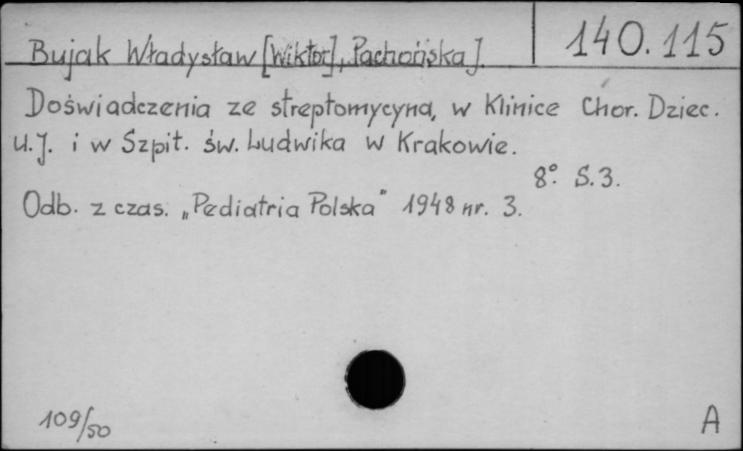 Bujak Władysław [Wiktor], Pachońska J. 140.115
Doświadczenia ze streptomycyną, w Klinice Chor. Dziec.
U.J. i w Szpit. św. Ludwika w Krakowie.
8° S.3.
Odb. z czas. „Pediatria Polska" 1948 nr. 3.
109/50 A